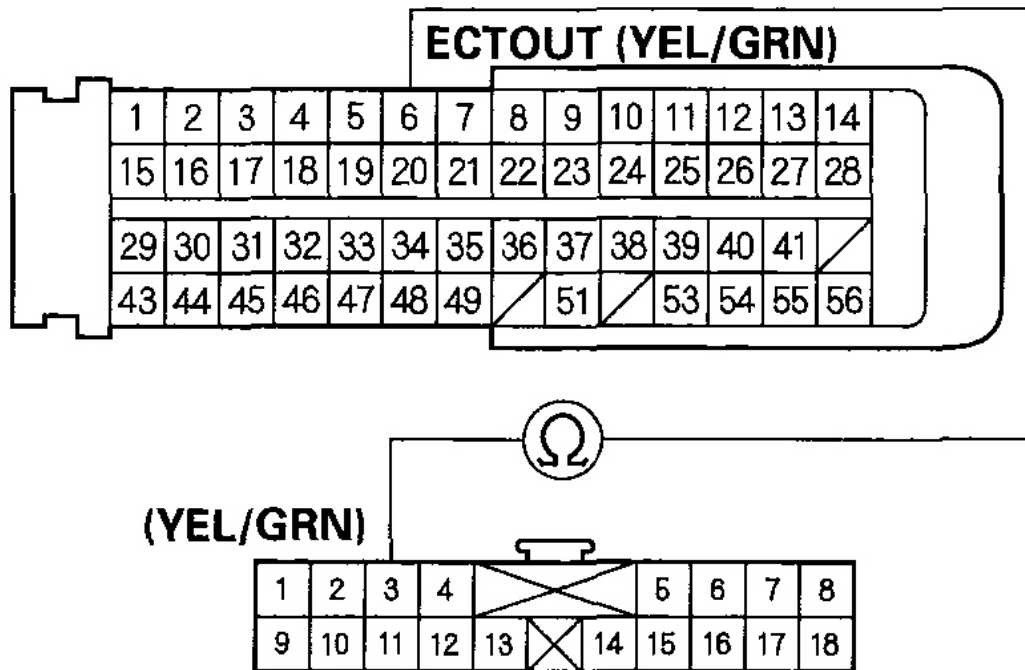 ECTOUT (YEL/GRN)
1 2 3 4 5 6 7 8 9 10 11 12 13 14
15 16 17 18 19 20 21 22 23 24 25 26 27 28
29 30 31 32 33 34 35 36 37 38 39 40 41
43 44 45 46 47 48 49 51 53 54 55 56
Ω
(YEL/GRN)
1 2 3 4 5 6 7 8
9 10 11 12 13 14 15 16 17 18